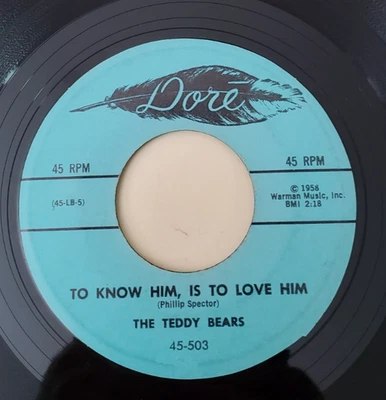 Doré
45 RPM
45 RPM
(45-LB-5)
© 1958
Warman Music, Inc.
BMI 2:18
TO KNOW HIM, IS TO LOVE HIM
(Phillip Spector)
THE TEDDY BEARS
45-503